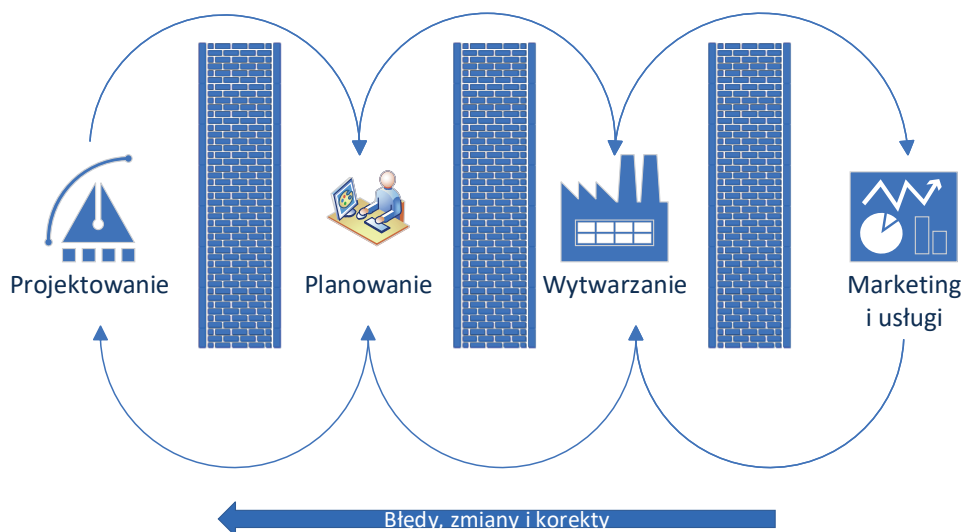 Projektowanie
Planowanie
Wytwarzanie
Marketing
i usługi
Błędy, zmiany i korekty